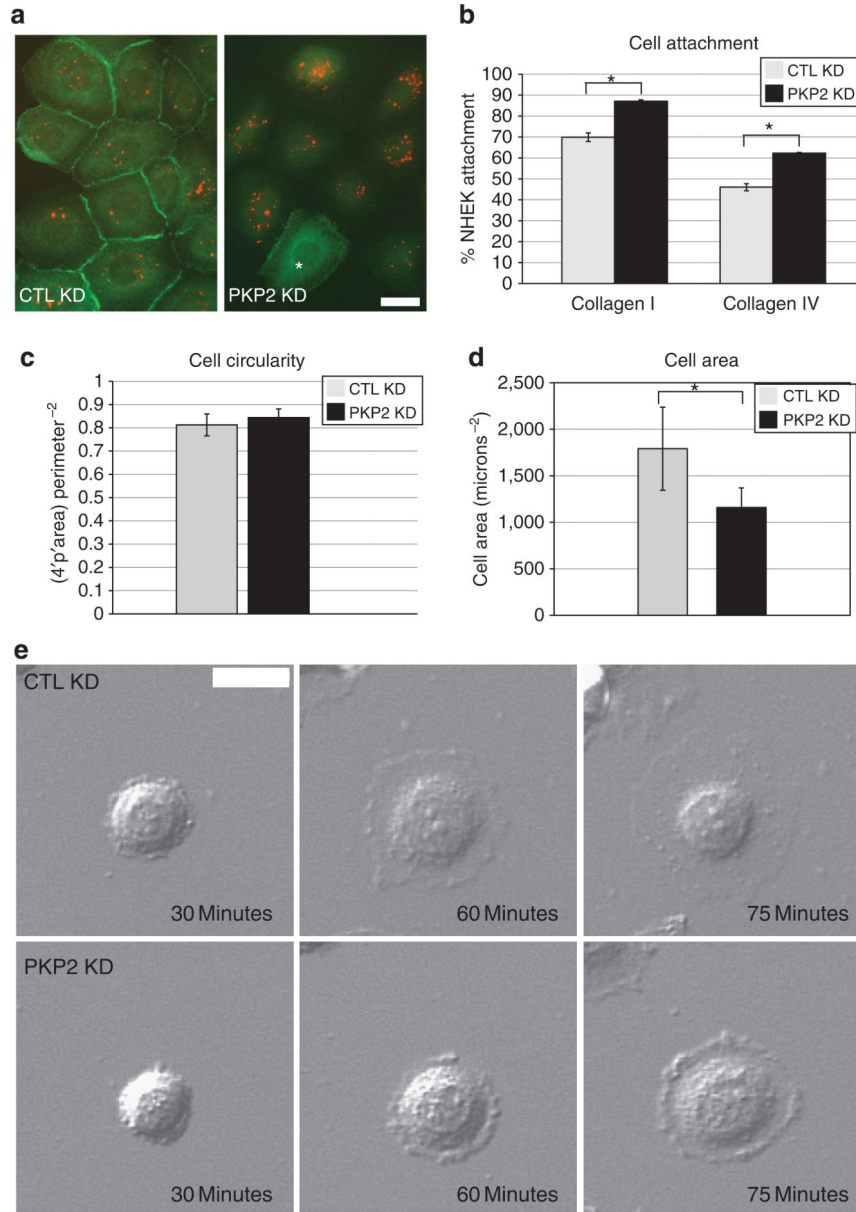 a
CTL KD
PKP2 KD
*
b
Cell attachment
CTL KD
PKP2 KD
% NHEK attachment
100
90
80
70
60
50
40
30
20
10
0
*
*
Collagen I
Collagen IV
c
Cell circularity
CTL KD
PKP2 KD
(4′p′area) perimeter⁻²
1
0.9
0.8
0.7
0.6
0.5
0.4
0.3
0.2
0.1
0
d
Cell area
CTL KD
PKP2 KD
Cell area (microns⁻²)
2,500
2,000
1,500
1,000
500
0
*
e
CTL KD
30 Minutes
60 Minutes
75 Minutes
PKP2 KD
30 Minutes
60 Minutes
75 Minutes